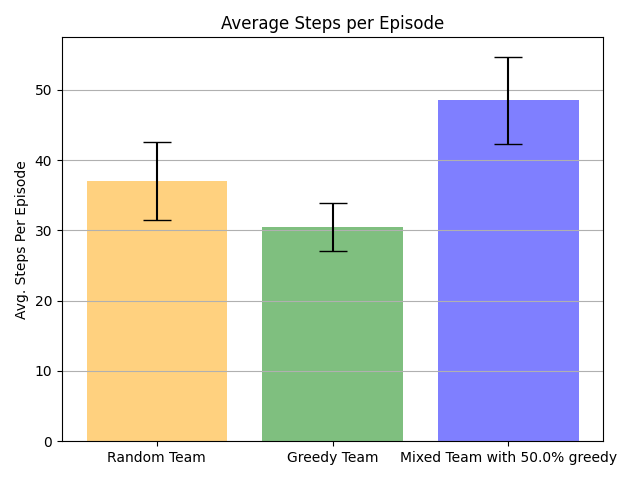 Average Steps per Episode
Avg. Steps Per Episode
50
40
30
20
10
0
Random Team
Greedy Team
Mixed Team with 50.0% greedy